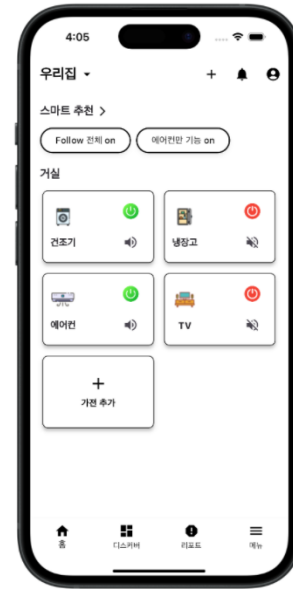 4:05
우리집
스마트 추천 >
Follow 전체 on
에어컨만 기능 on
거실
건조기
냉장고
에어컨
TV
+
가전 추가
홈
디스커버
리포트
메뉴